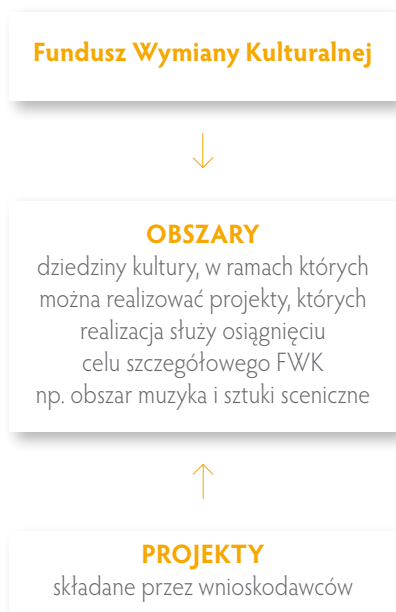 Fundusz Wymiany Kulturalnej
OBSZARY
dziedziny kultury, w ramach których
można realizować projekty, których
realizacja służy osiągnięciu
celu szczegółowego FWK
np. obszar muzyka i sztuki sceniczne
PROJEKTY
składane przez wnioskodawców